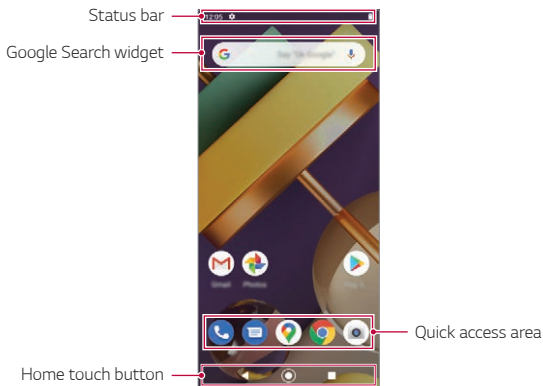 Status bar
12:05
Google Search widget
Say "Ok Google"
Gmail
Photos
Quick access area
Home touch button